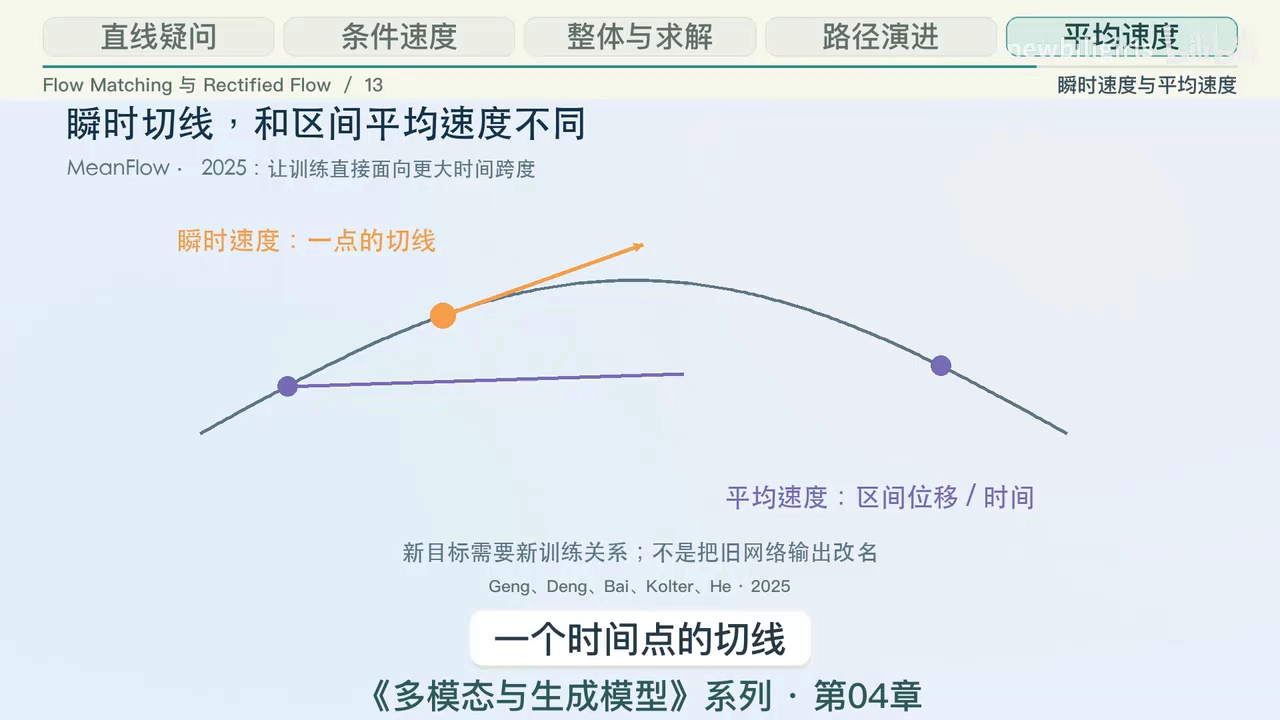 直线疑问
条件速度
整体与求解
路径演进
平均速度
Flow Matching 与 Rectified Flow / 13
瞬时速度与平均速度
瞬时切线，和区间平均速度不同
MeanFlow · 2025：让训练直接面向更大时间跨度
瞬时速度：一点的切线
平均速度：区间位移 / 时间
新目标需要新训练关系；不是把旧网络输出改名
Geng、Deng、Bai、Kolter、He · 2025
一个时间点的切线
《多模态与生成模型》系列 · 第04章